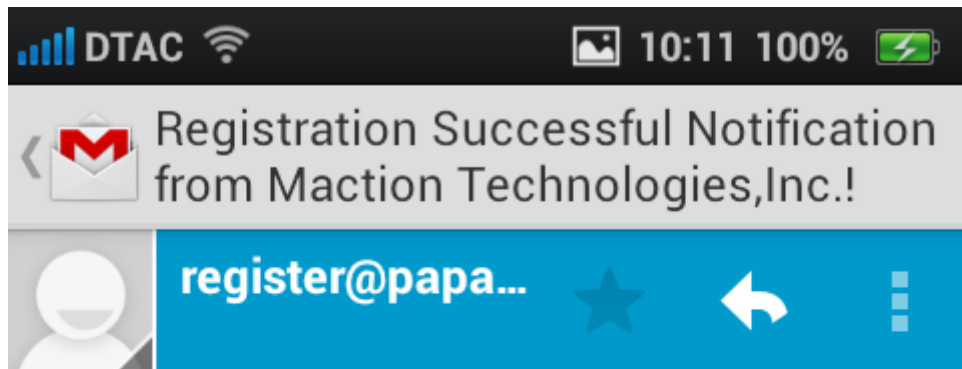 DTAC 10:11 100%
Registration Successful Notification
from Maction Technologies,Inc.!
register@papa...